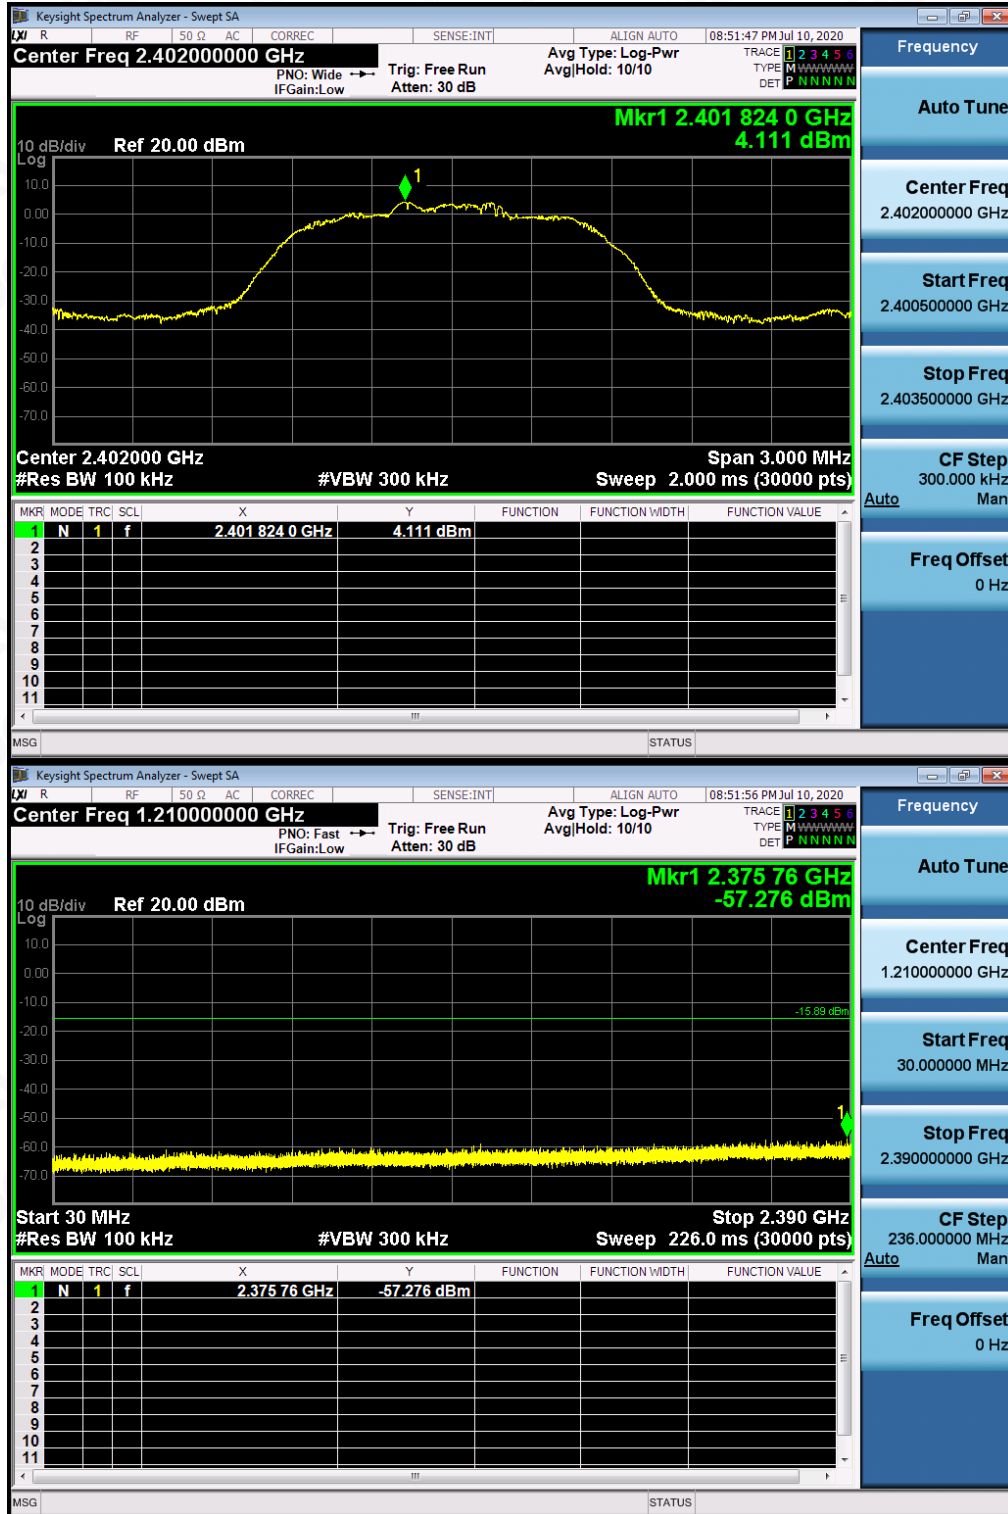 Keysight Spectrum Analyzer - Swept SA
LXI R RF 50 Ω AC CORREC SENSE:INT ALIGN AUTO 08:51:47 PM Jul 10, 2020
Center Freq 2.402000000 GHz
PNO: Wide
IFGain:Low
Trig: Free Run
Atten: 30 dB
Avg Type: Log-Pwr
Avg|Hold: 10/10
TRACE 1 2 3 4 5 6
TYPE M WWWWW
DET P N N N N N
Mkr1 2.401 824 0 GHz
4.111 dBm
10 dB/div Ref 20.00 dBm
Log
10.0
0.00
-10.0
-20.0
-30.0
-40.0
-50.0
-60.0
-70.0
1
Center 2.402000 GHz Span 3.000 MHz
#Res BW 100 kHz #VBW 300 kHz Sweep 2.000 ms (30000 pts)
MKR MODE TRC SCL X Y FUNCTION FUNCTION WIDTH FUNCTION VALUE
1 N 1 f 2.401 824 0 GHz 4.111 dBm
2
3
4
5
6
7
8
9
10
11
MSG STATUS
Frequency
Auto Tune
Center Freq
2.402000000 GHz
Start Freq
2.400500000 GHz
Stop Freq
2.403500000 GHz
CF Step
300.000 kHz
Auto Man
Freq Offset
0 Hz
Keysight Spectrum Analyzer - Swept SA
LXI R RF 50 Ω AC CORREC SENSE:INT ALIGN AUTO 08:51:56 PM Jul 10, 2020
Center Freq 1.210000000 GHz
PNO: Fast
IFGain:Low
Trig: Free Run
Atten: 30 dB
Avg Type: Log-Pwr
Avg|Hold: 10/10
TRACE 1 2 3 4 5 6
TYPE M WWWWW
DET P N N N N N
Mkr1 2.375 76 GHz
-57.276 dBm
10 dB/div Ref 20.00 dBm
Log
10.0
0.00
-10.0
-20.0
-30.0
-40.0
-50.0
-60.0
-70.0
-15.89 dBm
1
Start 30 MHz Stop 2.390 GHz
#Res BW 100 kHz #VBW 300 kHz Sweep 226.0 ms (30000 pts)
MKR MODE TRC SCL X Y FUNCTION FUNCTION WIDTH FUNCTION VALUE
1 N 1 f 2.375 76 GHz -57.276 dBm
2
3
4
5
6
7
8
9
10
11
MSG STATUS
Frequency
Auto Tune
Center Freq
1.210000000 GHz
Start Freq
30.000000 MHz
Stop Freq
2.390000000 GHz
CF Step
236.000000 MHz
Auto Man
Freq Offset
0 Hz